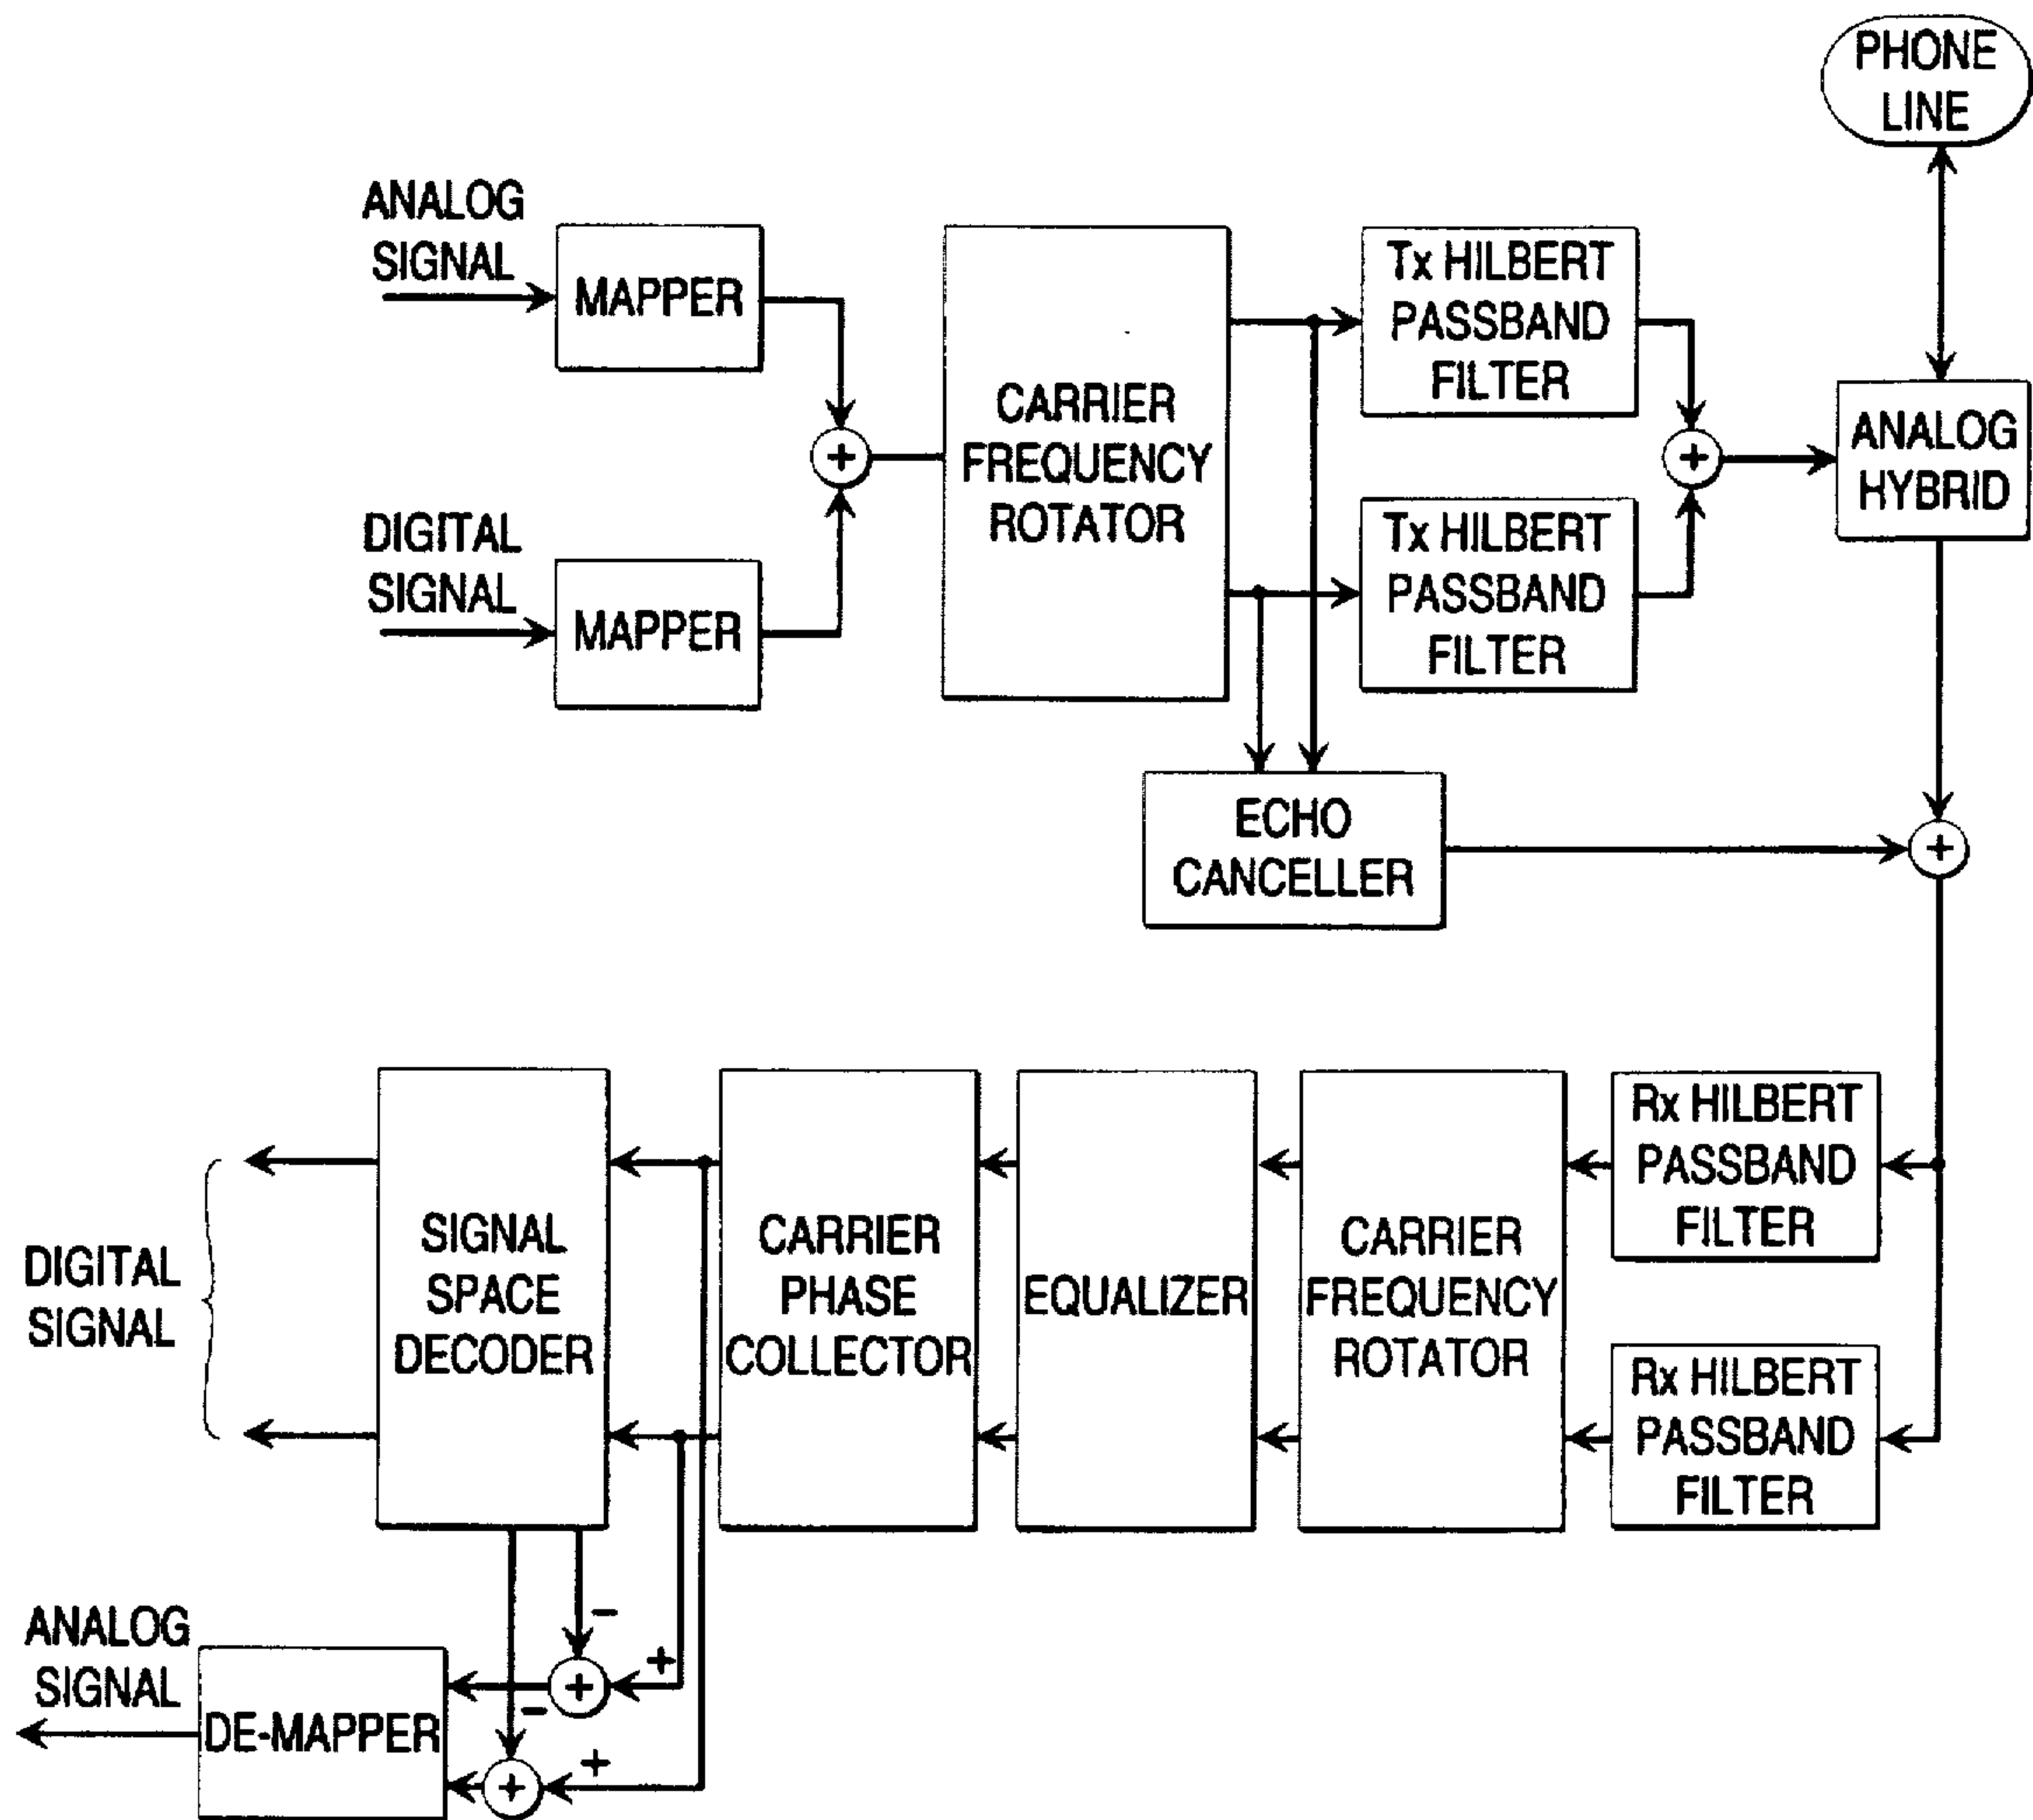 PHONE
LINE
ANALOG
SIGNAL
MAPPER
DIGITAL
SIGNAL
MAPPER
+
CARRIER
FREQUENCY
ROTATOR
Tx HILBERT
PASSBAND
FILTER
Tx HILBERT
PASSBAND
FILTER
+
ANALOG
HYBRID
ECHO
CANCELLER
+
Rx HILBERT
PASSBAND
FILTER
Rx HILBERT
PASSBAND
FILTER
CARRIER
FREQUENCY
ROTATOR
EQUALIZER
CARRIER
PHASE
COLLECTOR
SIGNAL
SPACE
DECODER
DIGITAL
SIGNAL
-
+
+
-
+
+
DE-MAPPER
ANALOG
SIGNAL